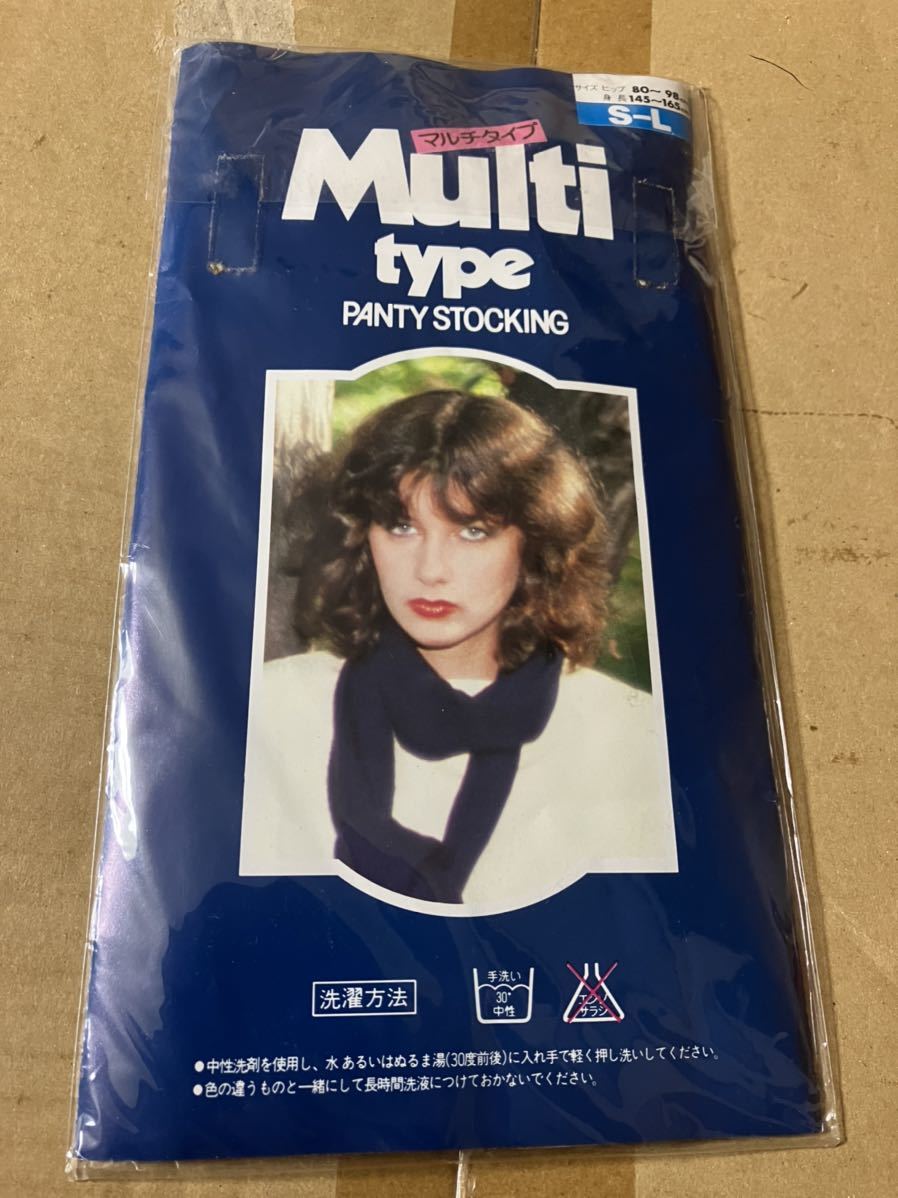 サイズ ヒップ 80〜98
身長 145〜165
S-L
マルチタイプ
Multi
type
PANTY STOCKING
洗濯方法
手洗い
30°
中性
エンソ
サラシ
●中性洗剤を使用し、水あるいはぬるま湯(30度前後)に入れ手で軽く押し洗いしてください。
●色の違うものと一緒にして長時間洗液につけておかないでください。